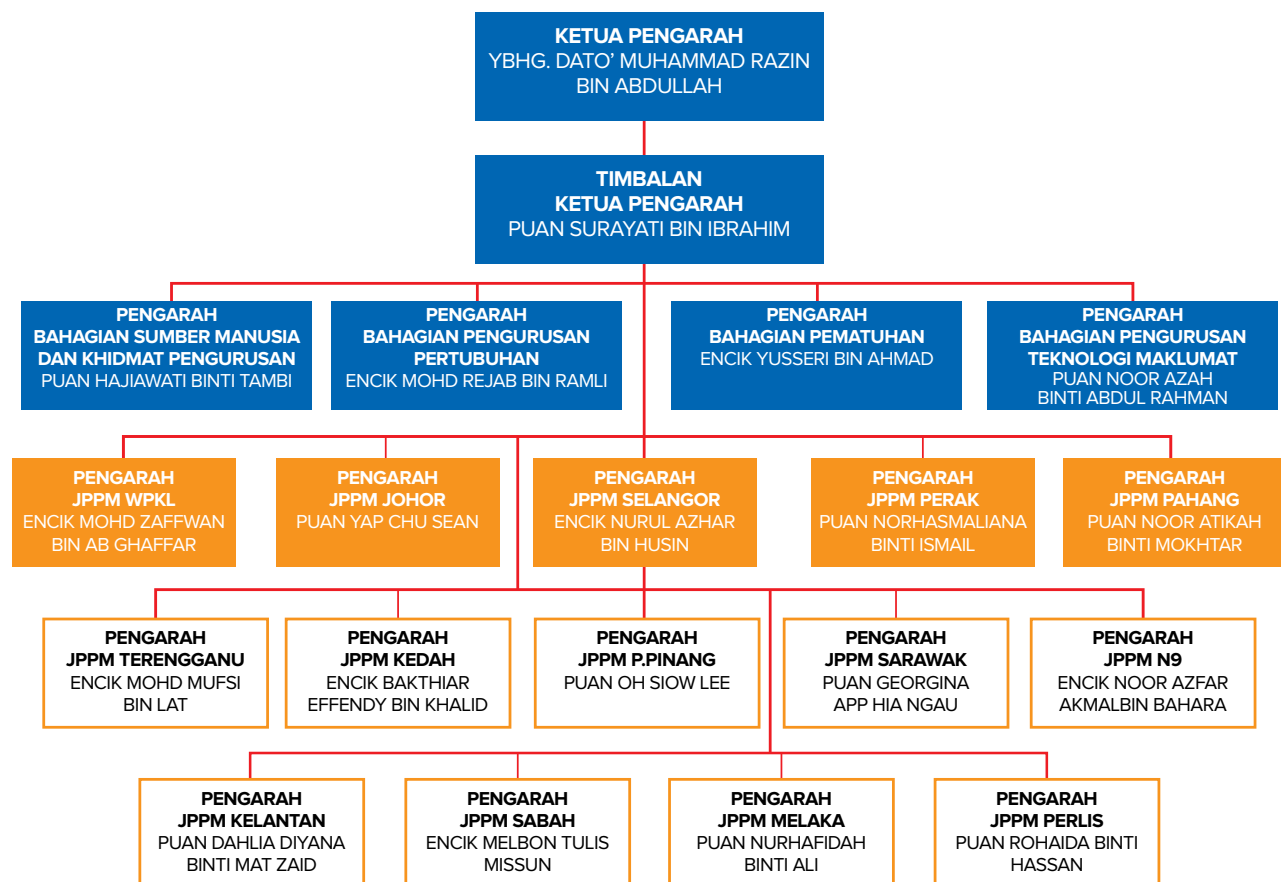 KETUA PENGARAH
YBHG. DATO' MUHAMMAD RAZIN
BIN ABDULLAH
TIMBALAN
KETUA PENGARAH
PUAN SURAYATI BIN IBRAHIM
PENGARAH
BAHAGIAN SUMBER MANUSIA
DAN KHIDMAT PENGURUSAN
PUAN HAJIAWATI BINTI TAMBI
PENGARAH
BAHAGIAN PENGURUSAN
PERTUBUHAN
ENCIK MOHD REJAB BIN RAMLI
PENGARAH
BAHAGIAN PEMATUHAN
ENCIK YUSSERI BIN AHMAD
PENGARAH
BAHAGIAN PENGURUSAN
TEKNOLOGI MAKLUMAT
PUAN NOOR AZAH
BINTI ABDUL RAHMAN
PENGARAH
JPPM WPKL
ENCIK MOHD ZAFFWAN
BIN AB GHAFFAR
PENGARAH
JPPM JOHOR
PUAN YAP CHU SEAN
PENGARAH
JPPM SELANGOR
ENCIK NURUL AZHAR
BIN HUSIN
PENGARAH
JPPM PERAK
PUAN NORHASMALIANA
BINTI ISMAIL
PENGARAH
JPPM PAHANG
PUAN NOOR ATIKAH
BINTI MOKHTAR
PENGARAH
JPPM TERENGGANU
ENCIK MOHD MUFSI
BIN LAT
PENGARAH
JPPM KEDAH
ENCIK BAKTHIAR
EFFENDY BIN KHALID
PENGARAH
JPPM P.PINANG
PUAN OH SIOW LEE
PENGARAH
JPPM SARAWAK
PUAN GEORGINA
APP HIA NGAU
PENGARAH
JPPM N9
ENCIK NOOR AZFAR
AKMALBIN BAHARA
PENGARAH
JPPM KELANTAN
PUAN DAHLIA DIYANA
BINTI MAT ZAID
PENGARAH
JPPM SABAH
ENCIK MELBON TULIS
MISSUN
PENGARAH
JPPM MELAKA
PUAN NURHAFIDAH
BINTI ALI
PENGARAH
JPPM PERLIS
PUAN ROHAIDA BINTI
HASSAN